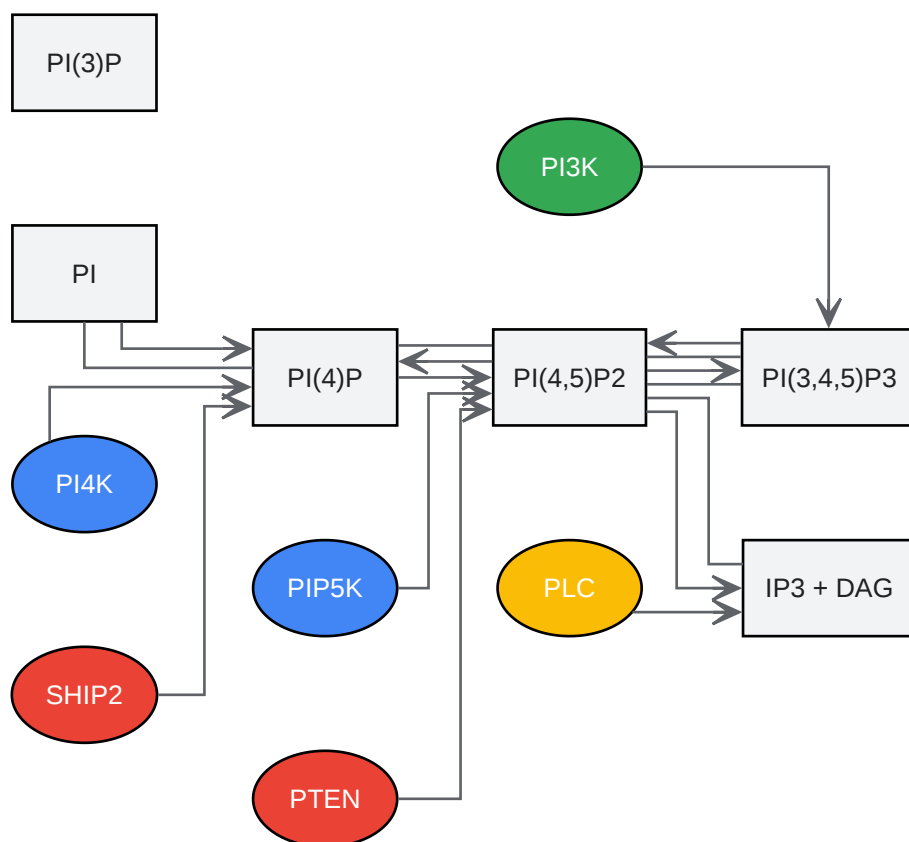 PI(3)P
PI3K
PI
PI(4)P
PI(4,5)P2
PI(3,4,5)P3
PI4K
PIP5K
PLC
IP3 + DAG
SHIP2
PTEN